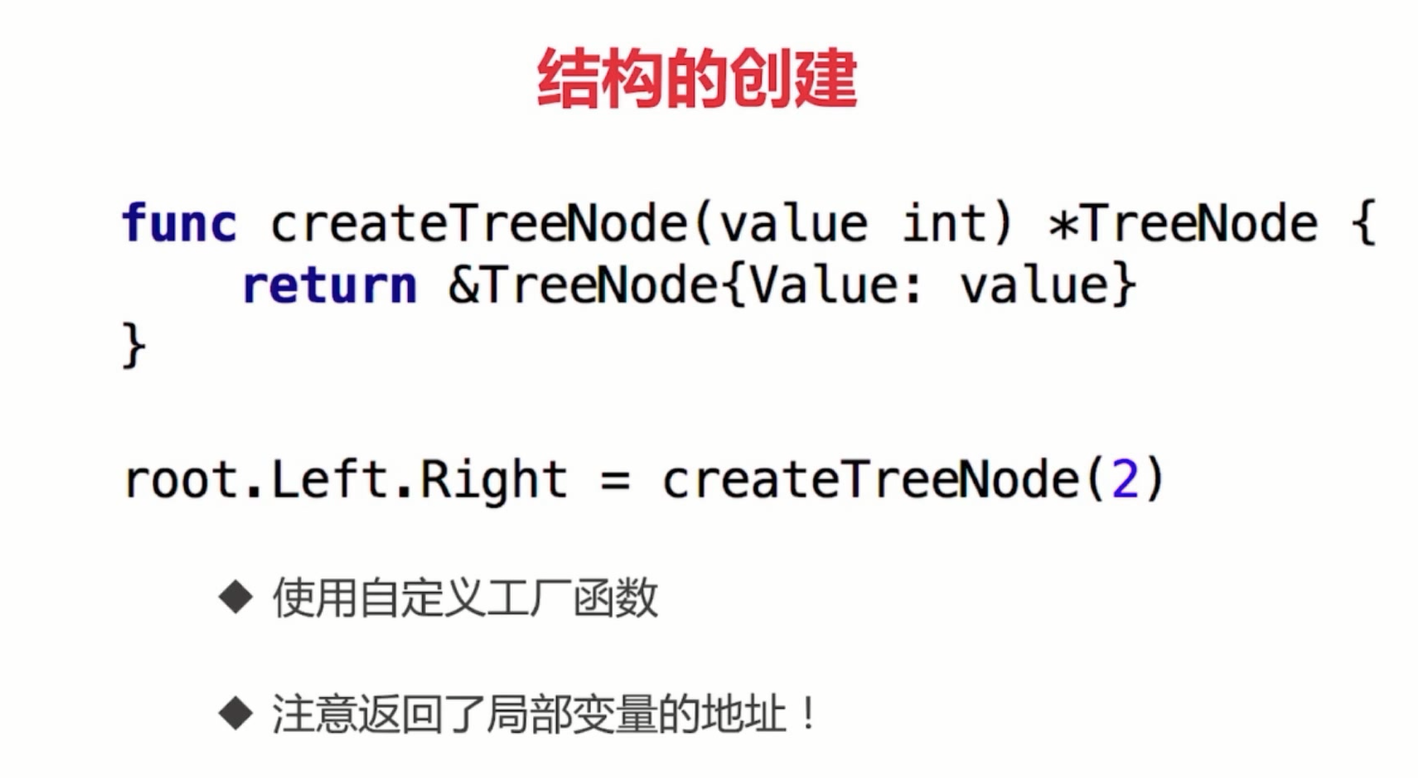 结构的创建
func createTreeNode(value int) *TreeNode {
    return &TreeNode{Value: value}
}
root.Left.Right = createTreeNode(2)
◆ 使用自定义工厂函数
◆ 注意返回了局部变量的地址！